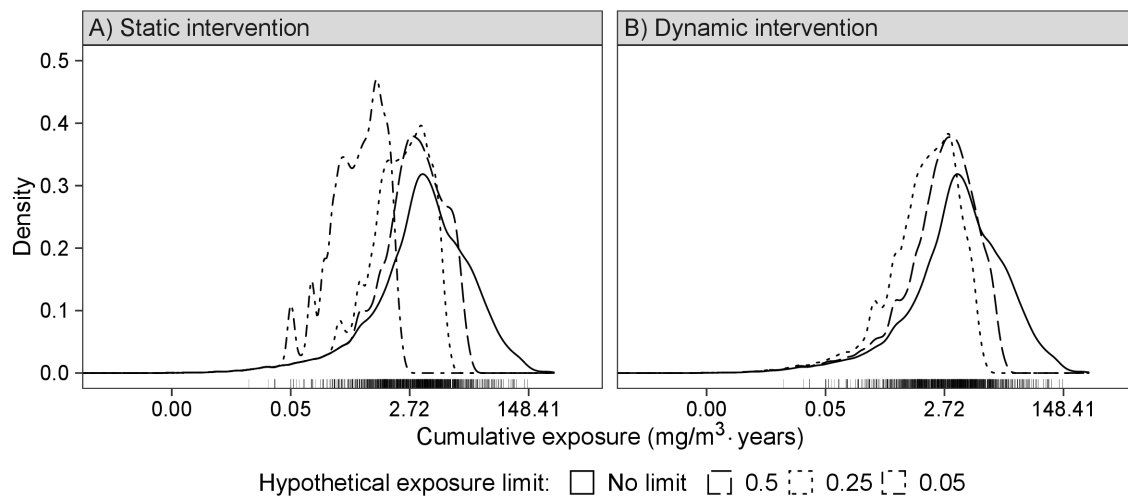 A) Static intervention
B) Dynamic intervention
0.5
0.4
0.3
0.2
0.1
0.0
Density
0.00 0.05 2.72 148.41
0.00 0.05 2.72 148.41
Cumulative exposure (mg/m³· years)
Hypothetical exposure limit: No limit 0.5 0.25 0.05